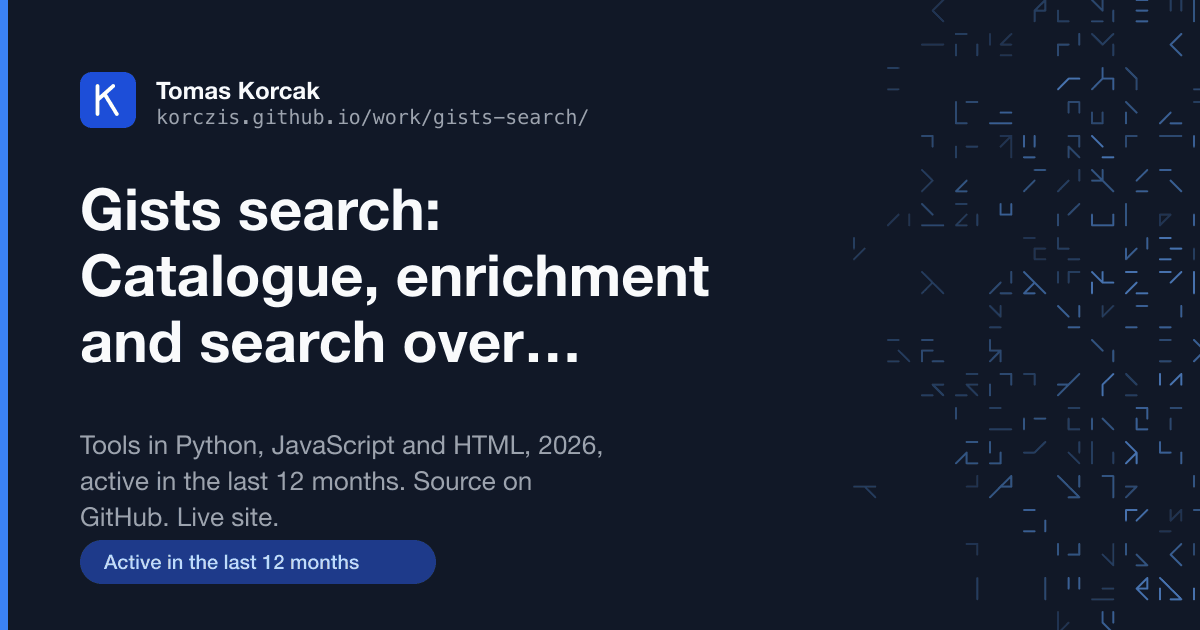 K
Tomas Korcak
korczis.github.io/work/gists-search/
Gists search:
Catalogue, enrichment
and search over…
Tools in Python, JavaScript and HTML, 2026,
active in the last 12 months. Source on
GitHub. Live site.
Active in the last 12 months